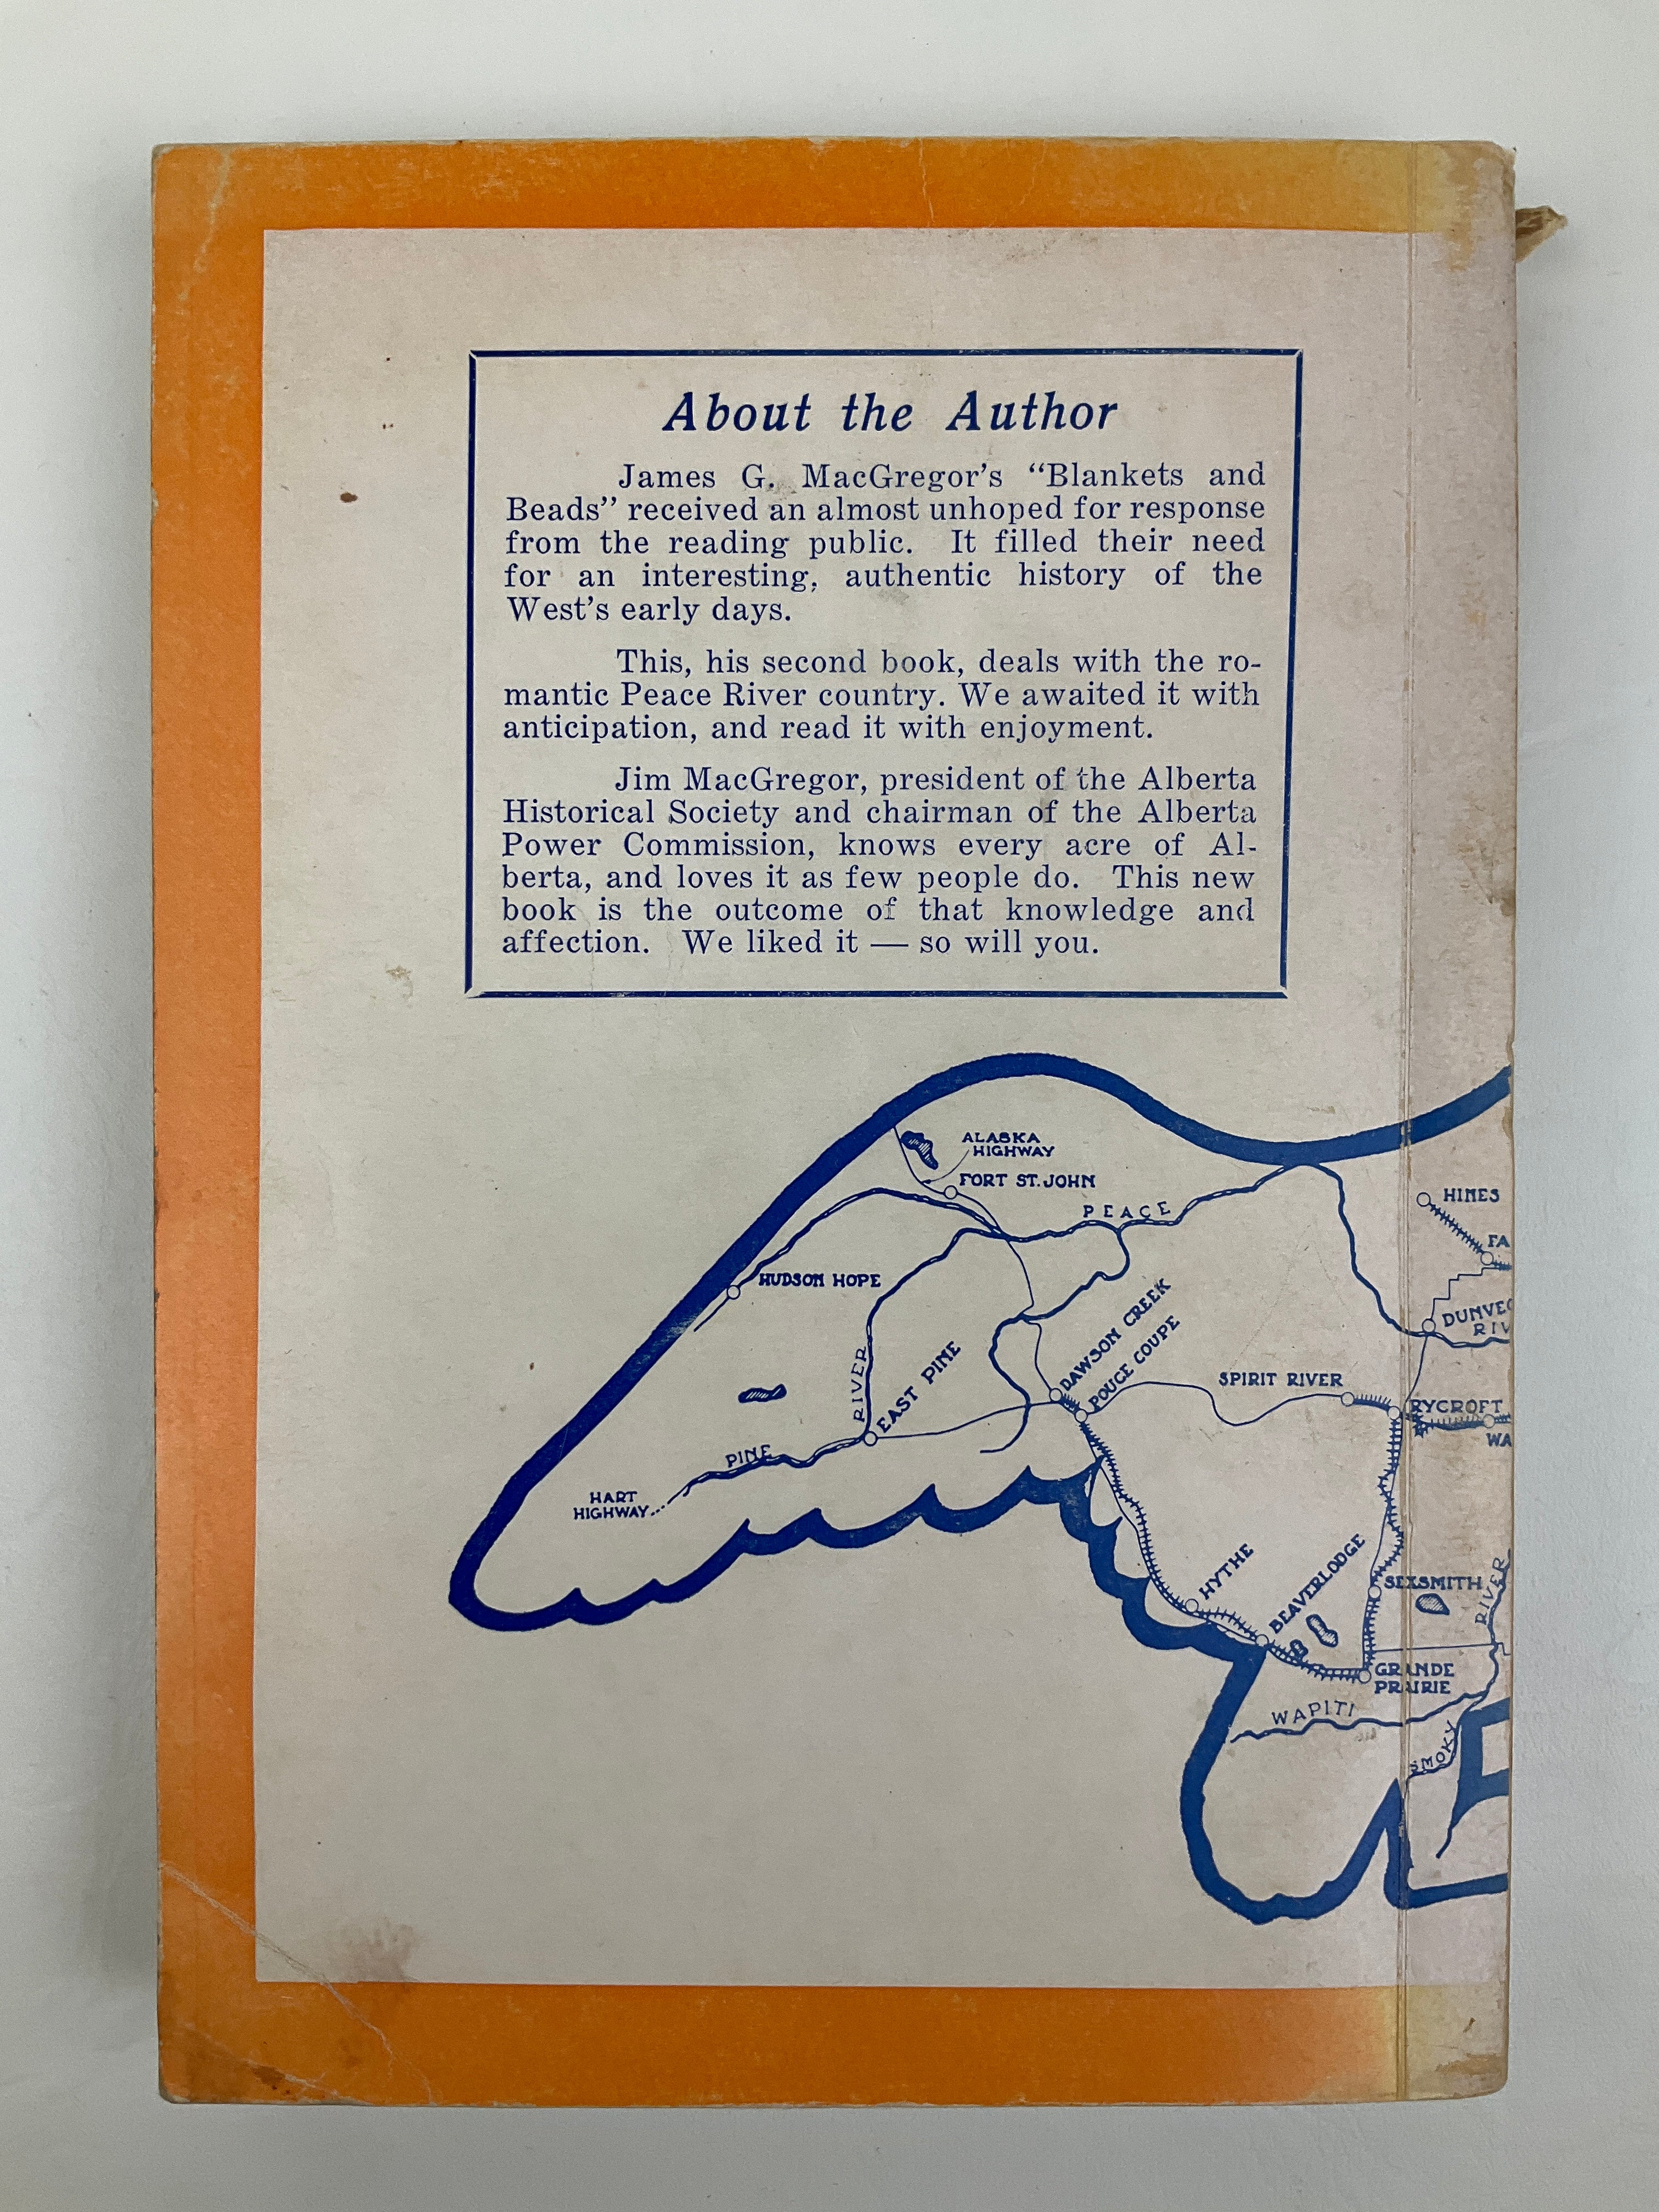 About the Author
James G. MacGregor's "Blankets and
Beads" received an almost unhoped for response
from the reading public. It filled their need
for an interesting, authentic history of the
West's early days.
This, his second book, deals with the ro-
mantic Peace River country. We awaited it with
anticipation, and read it with enjoyment.
Jim MacGregor, president of the Alberta
Historical Society and chairman of the Alberta
Power Commission, knows every acre of Al-
berta, and loves it as few people do. This new
book is the outcome of that knowledge and
affection. We liked it — so will you.
ALASKA
HIGHWAY
FORT ST. JOHN
PEACE
HINES
FA
HUDSON HOPE
DUNVEG
RIV
DAWSON CREEK
POUCE COUPE
RIVER
EAST PINE
SPIRIT RIVER
RYCROFT
WA
PINE
HART
HIGHWAY
HYTHE
BEAVERLODGE
SEXSMITH
RIVER
GRANDE
PRAIRIE
WAPITI
SMOKY